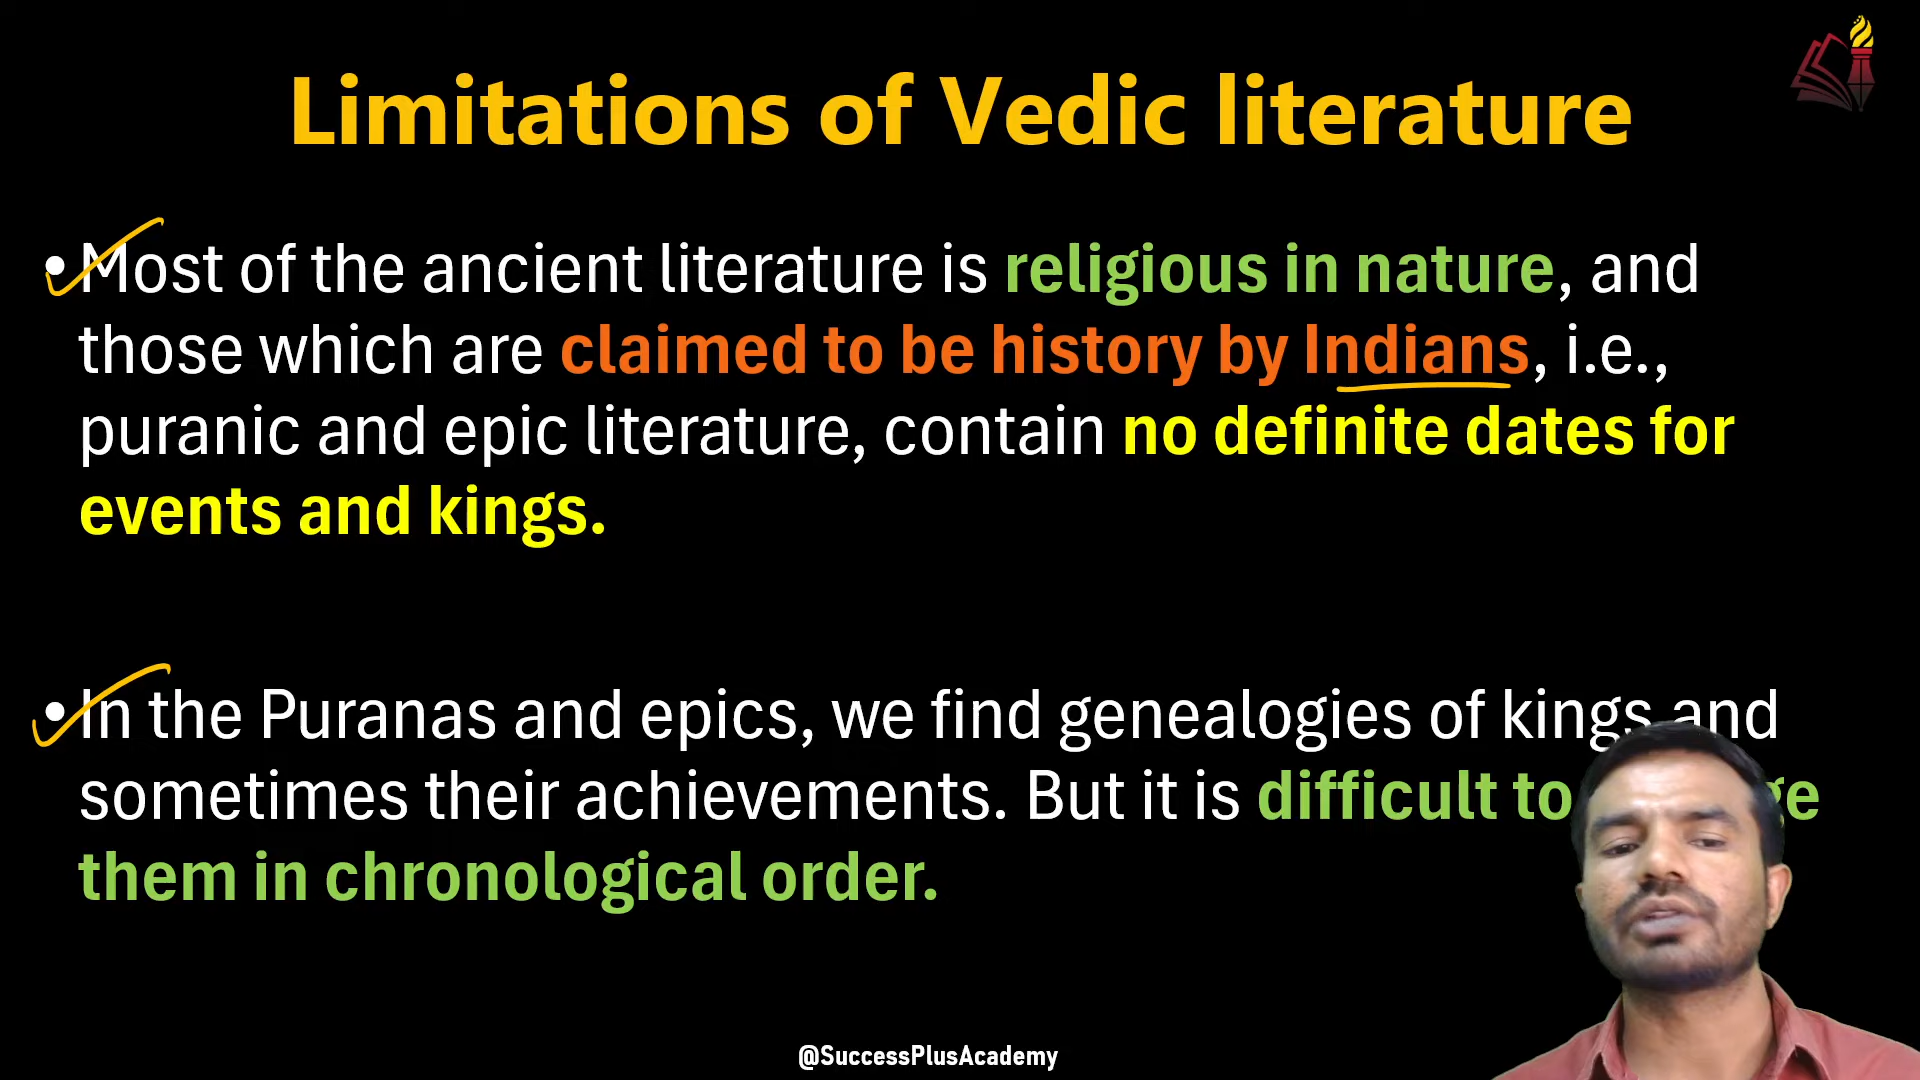 Limitations of Vedic literature
• Most of the ancient literature is religious in nature, and
those which are claimed to be history by Indians, i.e.,
puranic and epic literature, contain no definite dates for
events and kings.
• In the Puranas and epics, we find genealogies of kings and
sometimes their achievements. But it is difficult to
them in chronological order.
@SuccessPlusAcademy